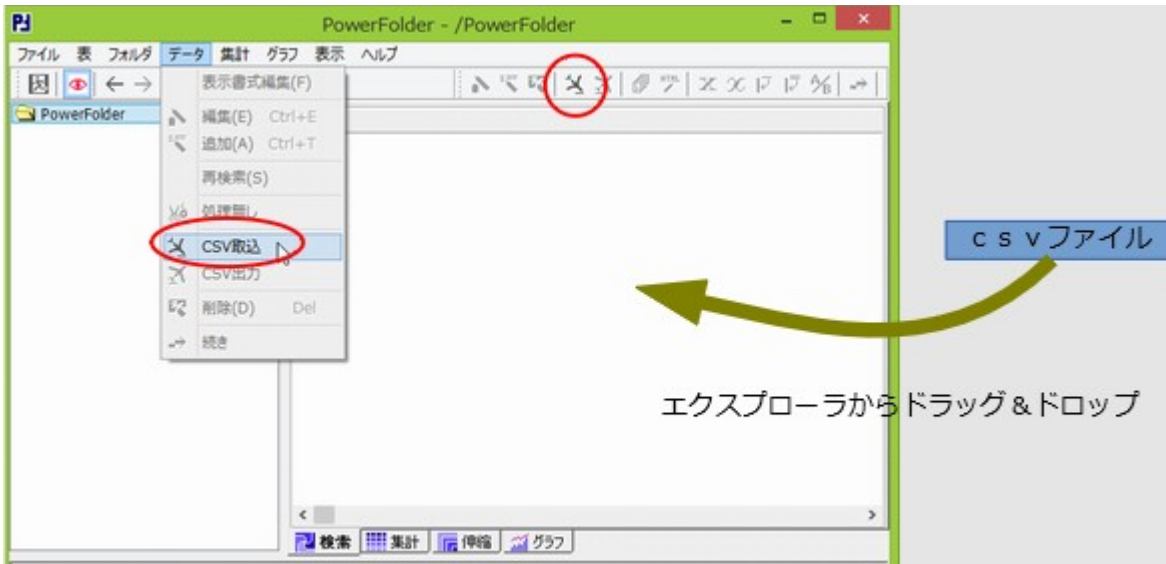 PowerFolder - /PowerFolder
ファイル 表 フォルダ データ 集計 グラフ 表示 ヘルプ
PowerFolder
表示書式編集(F)
編集(E) Ctrl+E
追加(A) Ctrl+T
再検索(S)
処理無し
CSV取込
CSV出力
削除(D) Del
続き
csvファイル
エクスプローラからドラッグ&ドロップ
検索 集計 伸縮 グラフ